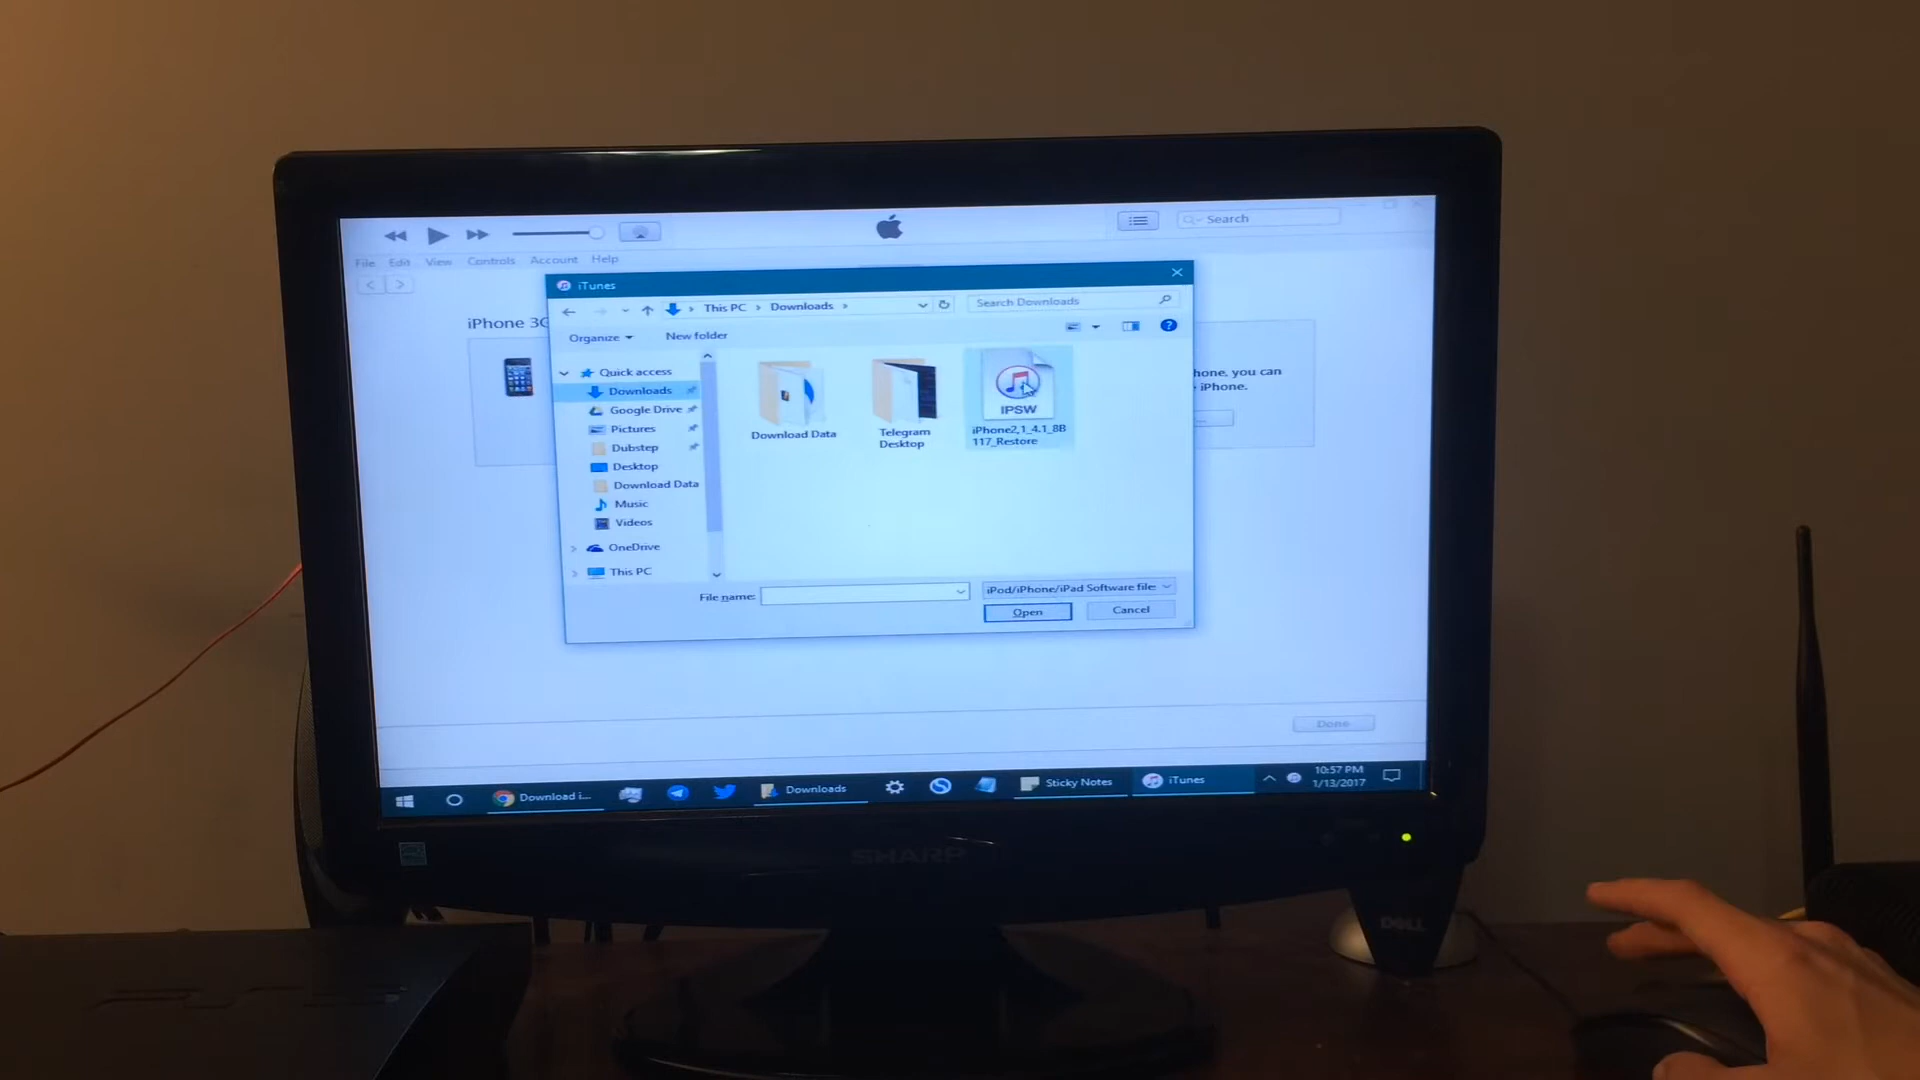 Search
File Edit View Controls Account Help
iTunes
This PC Downloads
Search Downloads
Organize
New folder
iPhone 3G
Quick access
Downloads
Google Drive
Pictures
Dubstep
Desktop
Download Data
Music
Videos
OneDrive
This PC
Download Data
Telegram
Desktop
IPSW
iPhone2,1_4.1_8B
117_Restore
hone, you can
iPhone.
...
File name:
iPod/iPhone/iPad Software file
Open
Cancel
Done
Download i...
Downloads
Sticky Notes
iTunes
10:57 PM
1/13/2017
SHARP
DELL
PS3